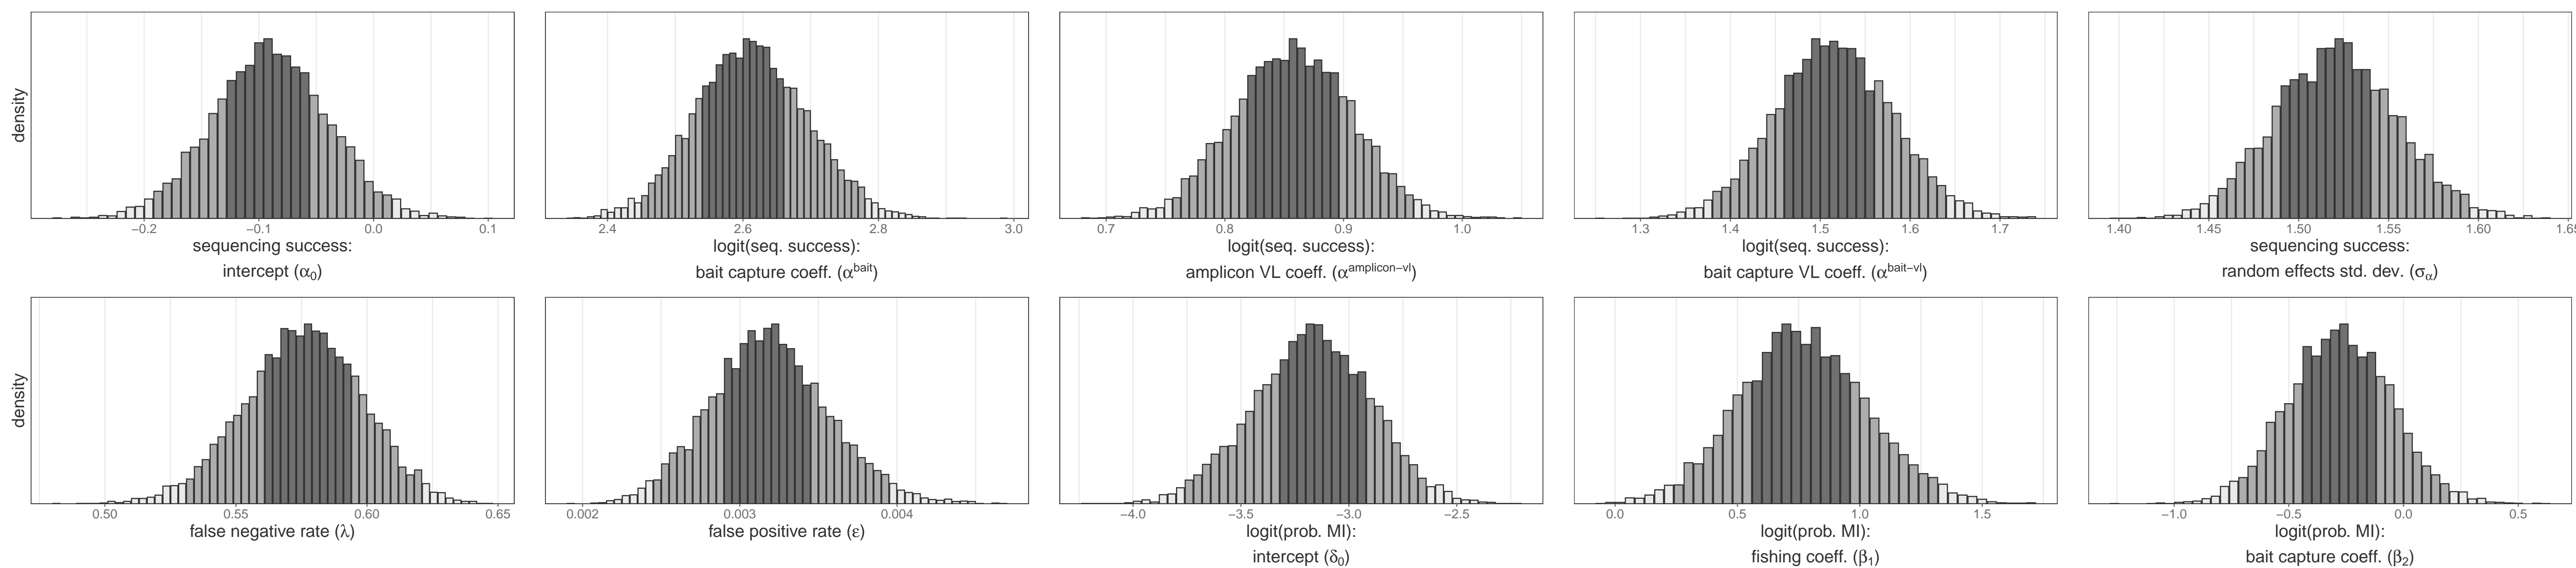 density
−0.2 −0.1 0.0 0.1
sequencing success:
intercept (α0)
2.4 2.6 2.8 3.0
logit(seq. success):
bait capture coeff. (α^bait)
0.7 0.8 0.9 1.0
logit(seq. success):
amplicon VL coeff. (α^amplicon−vl)
1.3 1.4 1.5 1.6 1.7
logit(seq. success):
bait capture VL coeff. (α^bait−vl)
1.40 1.45 1.50 1.55 1.60 1.65
sequencing success:
random effects std. dev. (σα)
density
0.50 0.55 0.60 0.65
false negative rate (λ)
0.002 0.003 0.004
false positive rate (ε)
−4.0 −3.5 −3.0 −2.5
logit(prob. MI):
intercept (δ0)
0.0 0.5 1.0 1.5
logit(prob. MI):
fishing coeff. (β1)
−1.0 −0.5 0.0 0.5
logit(prob. MI):
bait capture coeff. (β2)